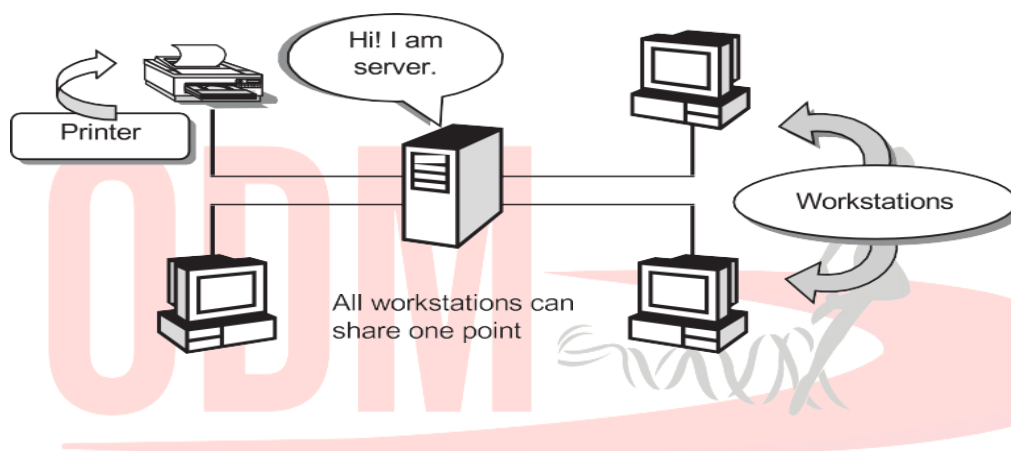 Hi! I am
server.
Printer
Workstations
All workstations can
share one point
ODM